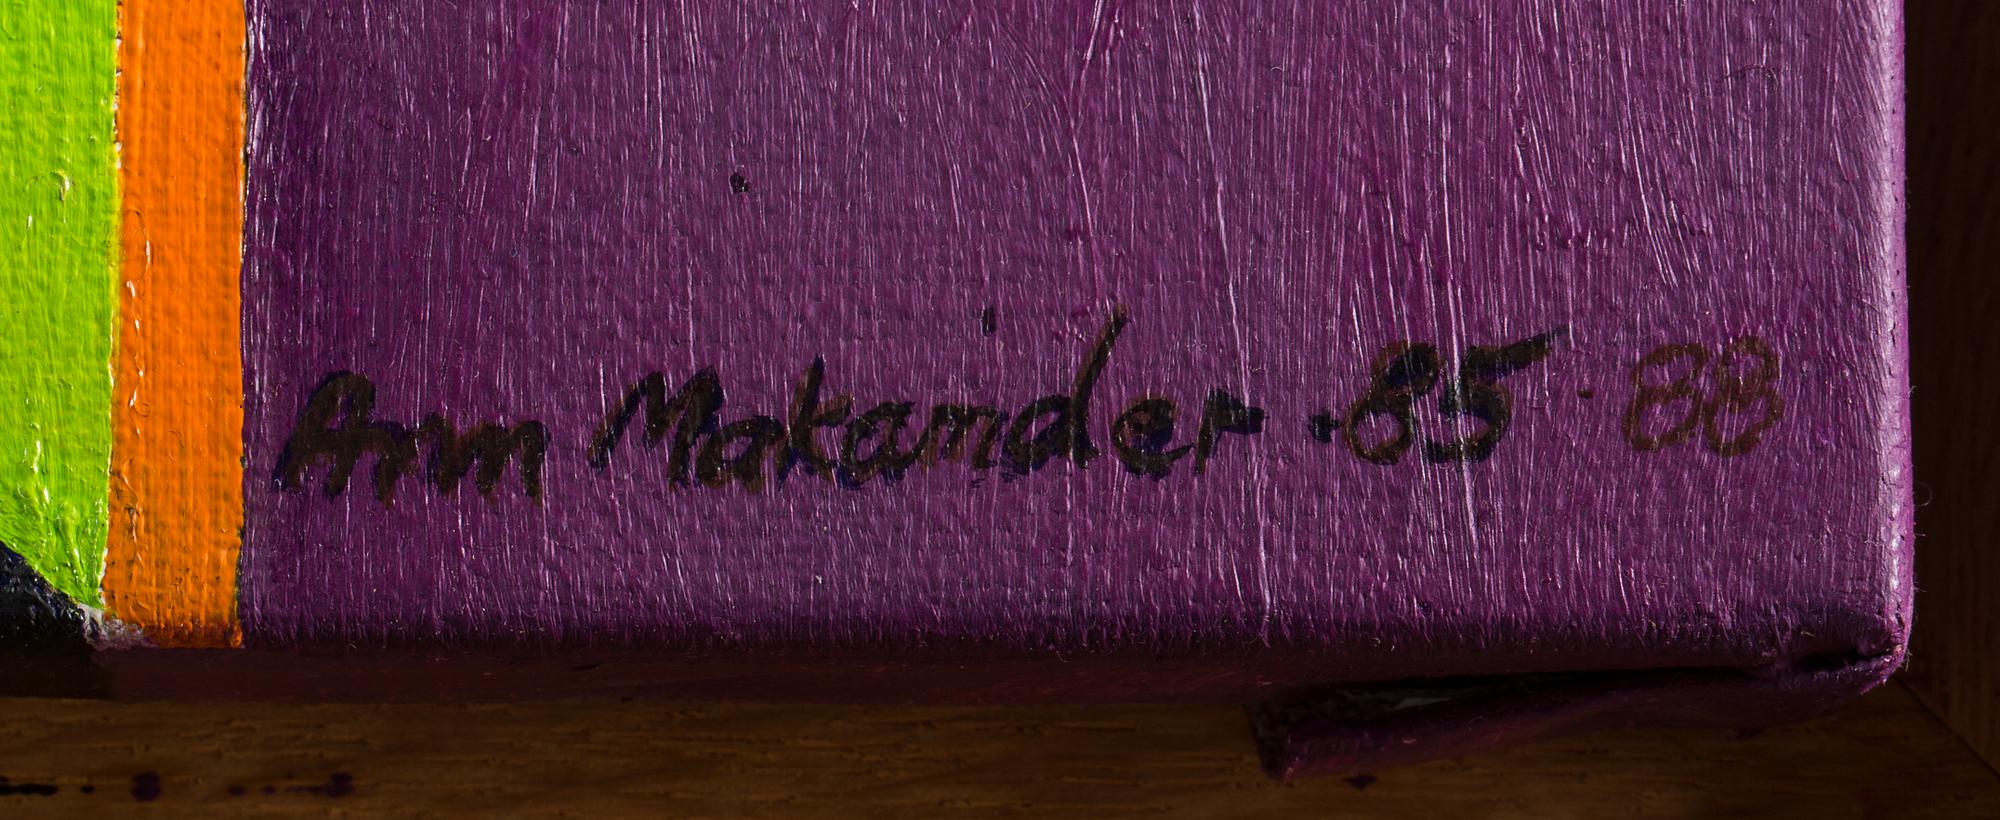 Ann Makander ·85 · 88